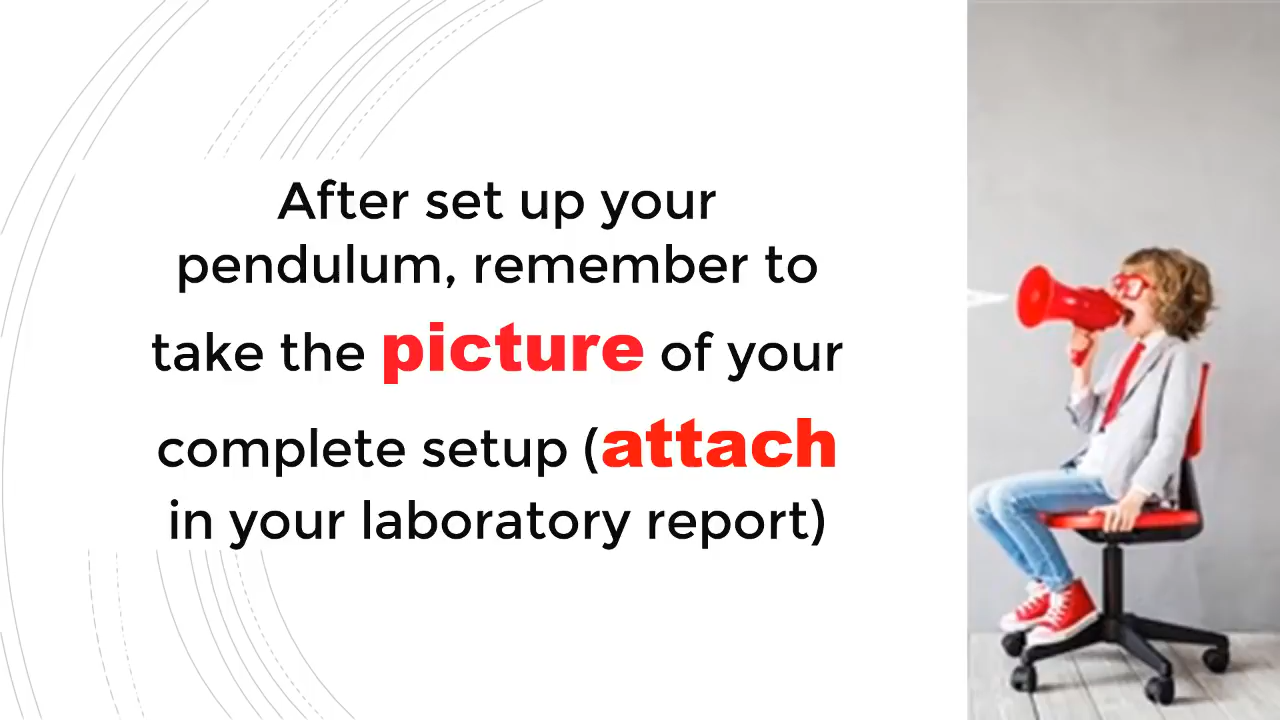 After set up your
pendulum, remember to
take the picture of your
complete setup (attach
in your laboratory report)